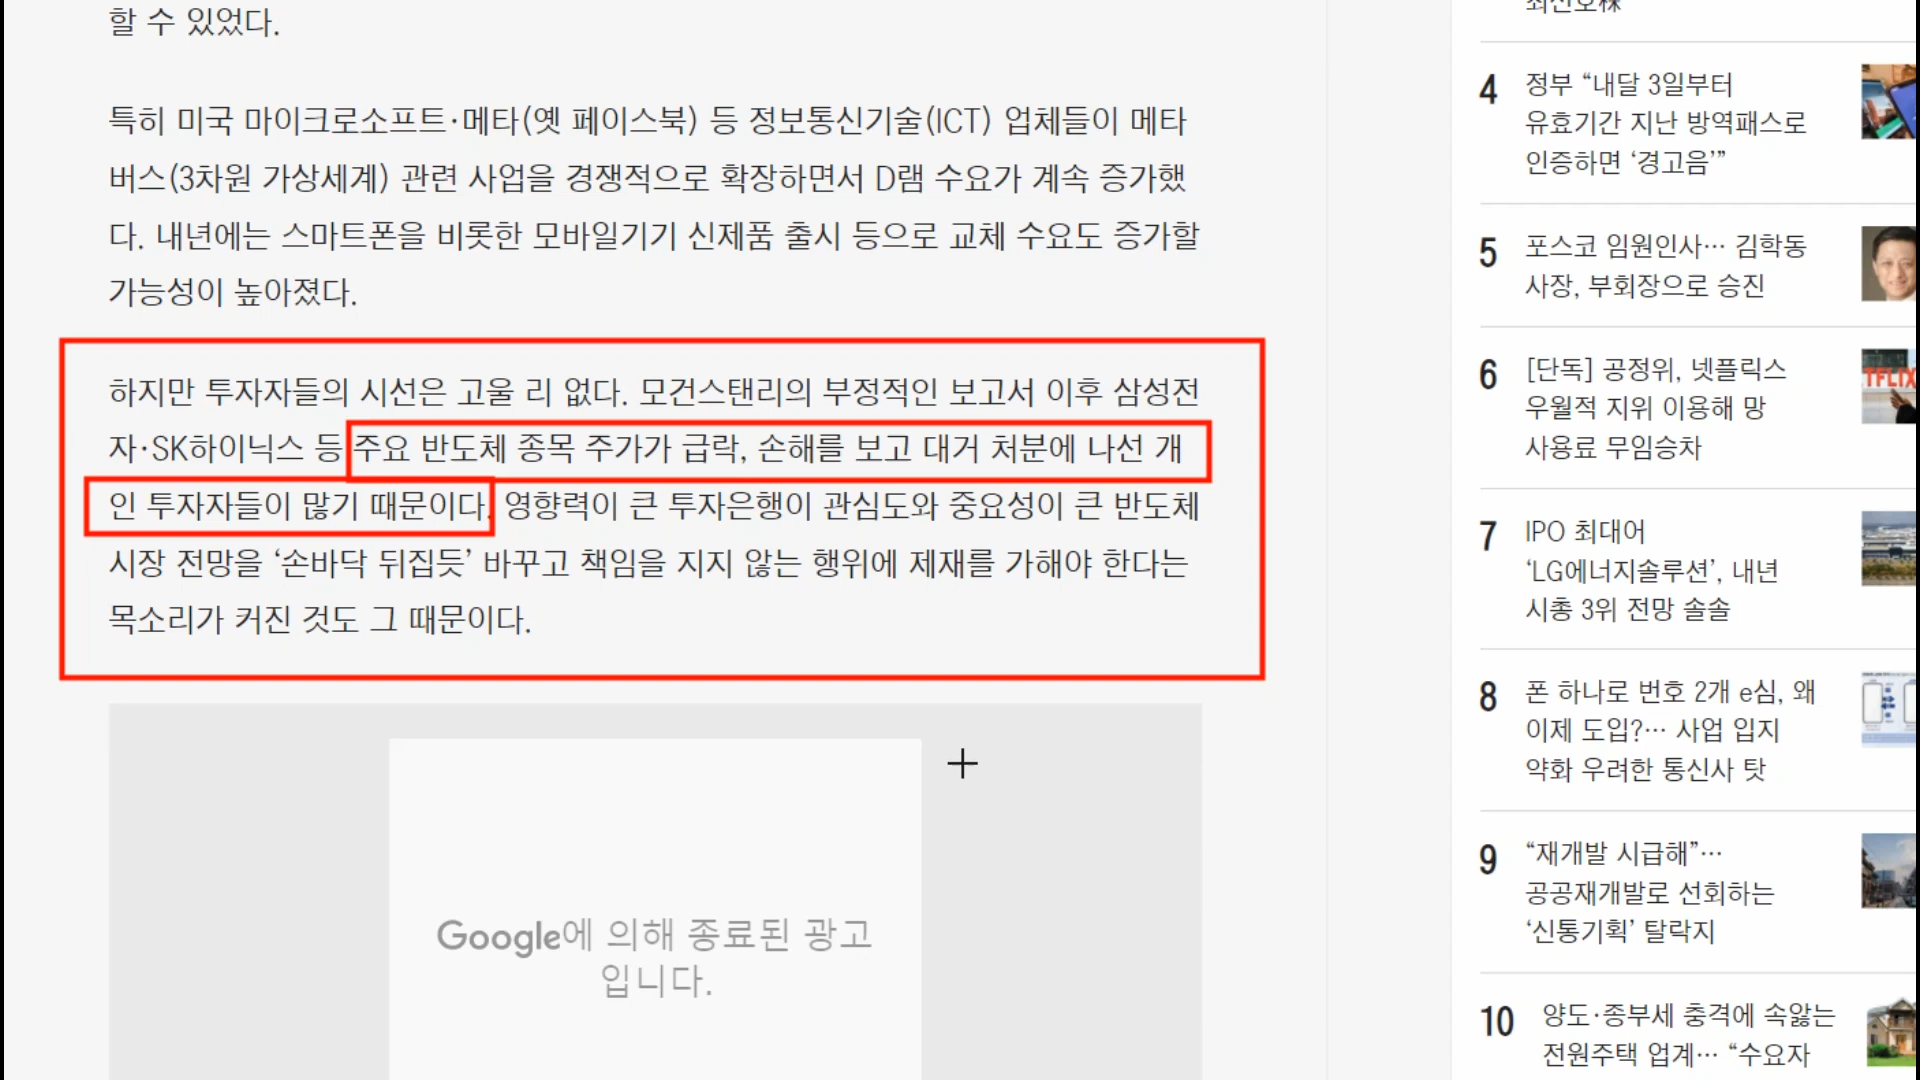 할 수 있었다.
특히 미국 마이크로소프트·메타(옛 페이스북) 등 정보통신기술(ICT) 업체들이 메타
버스(3차원 가상세계) 관련 사업을 경쟁적으로 확장하면서 D램 수요가 계속 증가했
다. 내년에는 스마트폰을 비롯한 모바일기기 신제품 출시 등으로 교체 수요도 증가할
가능성이 높아졌다.
하지만 투자자들의 시선은 고울 리 없다. 모건스탠리의 부정적인 보고서 이후 삼성전
자·SK하이닉스 등 주요 반도체 종목 주가가 급락, 손해를 보고 대거 처분에 나선 개
인 투자자들이 많기 때문이다. 영향력이 큰 투자은행이 관심도와 중요성이 큰 반도체
시장 전망을 ‘손바닥 뒤집듯’ 바꾸고 책임을 지지 않는 행위에 제재를 가해야 한다는
목소리가 커진 것도 그 때문이다.
Google에 의해 종료된 광고
입니다.
4 정부 “내달 3일부터
유효기간 지난 방역패스로
인증하면 ‘경고음’”
5 포스코 임원인사… 김학동
사장, 부회장으로 승진
6 [단독] 공정위, 넷플릭스
우월적 지위 이용해 망
사용료 무임승차
TFLIX
7 IPO 최대어
‘LG에너지솔루션’, 내년
시총 3위 전망 솔솔
8 폰 하나로 번호 2개 e심, 왜
이제 도입?… 사업 입지
약화 우려한 통신사 탓
9 “재개발 시급해”…
공공재개발로 선회하는
‘신통기획’ 탈락지
10 양도·종부세 충격에 속앓는
전원주택 업계… “수요자